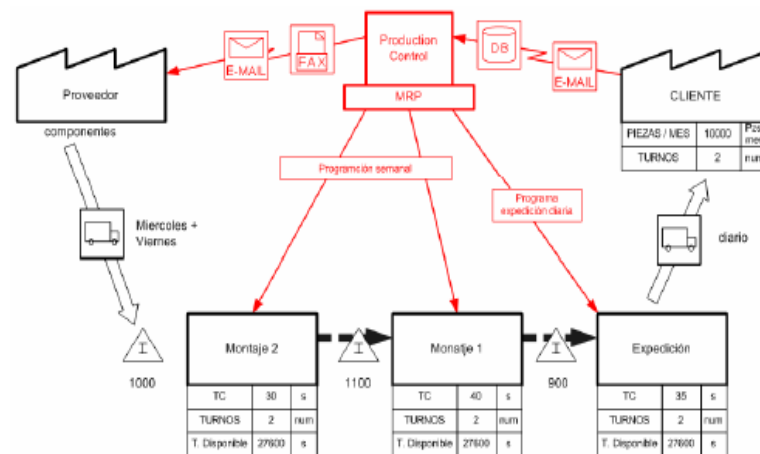 Production
Control
MRP
DB
E-MAIL
FAX
E-MAIL
Proveedor
componentes
CLIENTE
PIEZAS / MES 10000
TURNOS 2
Programción semanal
Programa
expedición diaria
Miercoles +
Viernes
diario
I
1000
Montaje 2
I
1100
Monatje 1
I
900
Expedición
TC 30 s
TURNOS 2 num
T. Disponible 27600 s
TC 40 s
TURNOS 2 num
T. Disponible 27600 s
TC 35 s
TURNOS 2 num
T. Disponible 27600 s